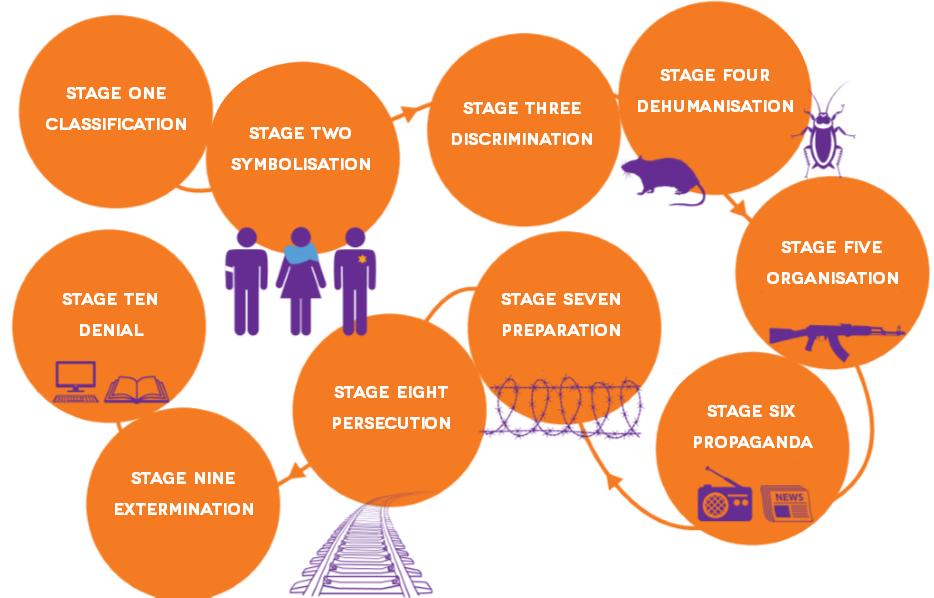 STAGE ONE
CLASSIFICATION
STAGE TWO
SYMBOLISATION
STAGE THREE
DISCRIMINATION
STAGE FOUR
DEHUMANISATION
STAGE FIVE
ORGANISATION
STAGE SIX
PROPAGANDA
NEWS
STAGE SEVEN
PREPARATION
STAGE EIGHT
PERSECUTION
STAGE NINE
EXTERMINATION
STAGE TEN
DENIAL